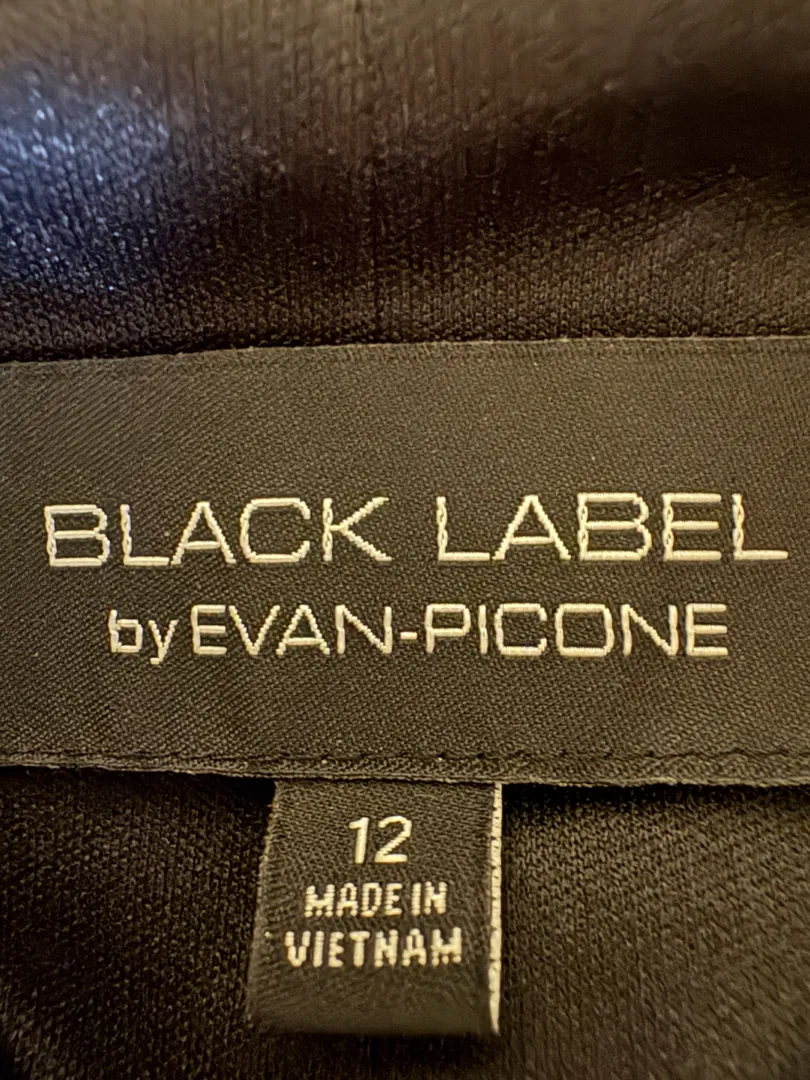 BLACK LABEL
by EVAN-PICONE
12
MADE IN
VIETNAM